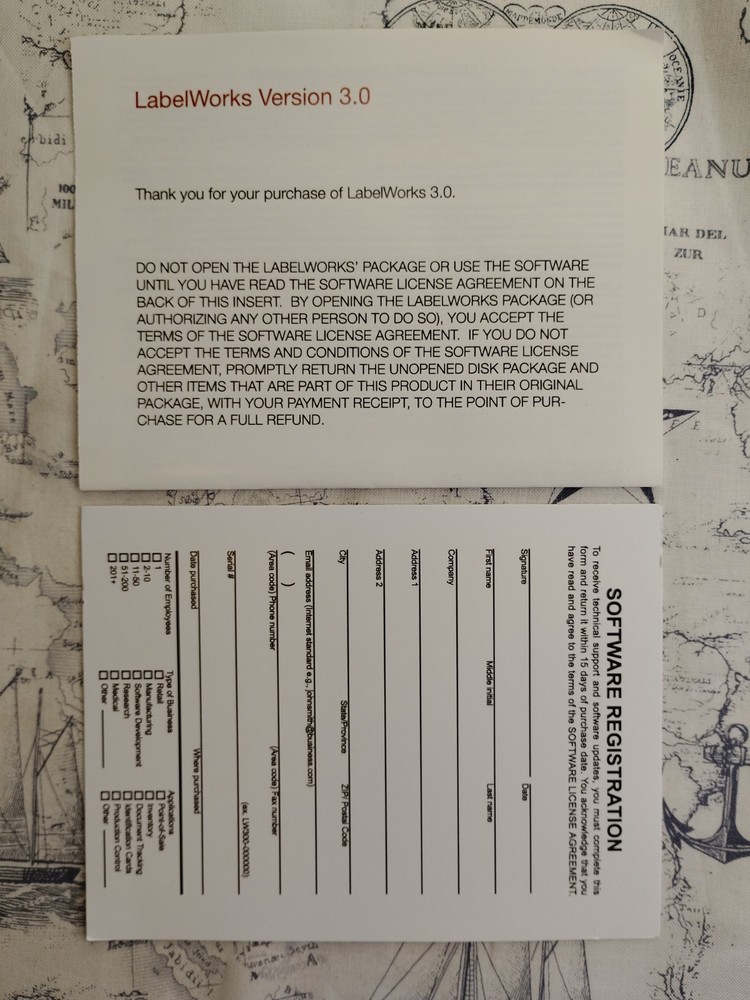 LabelWorks Version 3.0
Thank you for your purchase of LabelWorks 3.0.
DO NOT OPEN THE LABELWORKS' PACKAGE OR USE THE SOFTWARE
UNTIL YOU HAVE READ THE SOFTWARE LICENSE AGREEMENT ON THE
BACK OF THIS INSERT. BY OPENING THE LABELWORKS PACKAGE (OR
AUTHORIZING ANY OTHER PERSON TO DO SO), YOU ACCEPT THE
TERMS OF THE SOFTWARE LICENSE AGREEMENT. IF YOU DO NOT
ACCEPT THE TERMS AND CONDITIONS OF THE SOFTWARE LICENSE
AGREEMENT, PROMPTLY RETURN THE UNOPENED DISK PACKAGE AND
OTHER ITEMS THAT ARE PART OF THIS PRODUCT IN THEIR ORIGINAL
PACKAGE, WITH YOUR PAYMENT RECEIPT, TO THE POINT OF PUR-
CHASE FOR A FULL REFUND.
SOFTWARE REGISTRATION
To receive technical support and software updates, you must complete this
form and return it within 15 days of purchase date. You acknowledge that you
have read and agree to the terms of the SOFTWARE LICENSE AGREEMENT.
Signature Date
First name Middle initial Last name
Company
Address 1
Address 2
City State/Province ZIP/ Postal Code
Email address (Internet standard e.g., johnsmith@business.com)
( )
(Area code) Phone number (Area code) Fax number
Serial # (ex. LW300-000000)
Date purchased Where purchased
Number of Employees Type of Business Applications
1 Retail Point-of-Sale
2-10 Manufacturing Inventory
11-50 Software Development Document Tracking
51-200 Research Identification Cards
201+ Medical Production Control
Other Other
OCEANIE
EANU
MAR DEL
ZUR
bidi
100
MIL
Jabidi